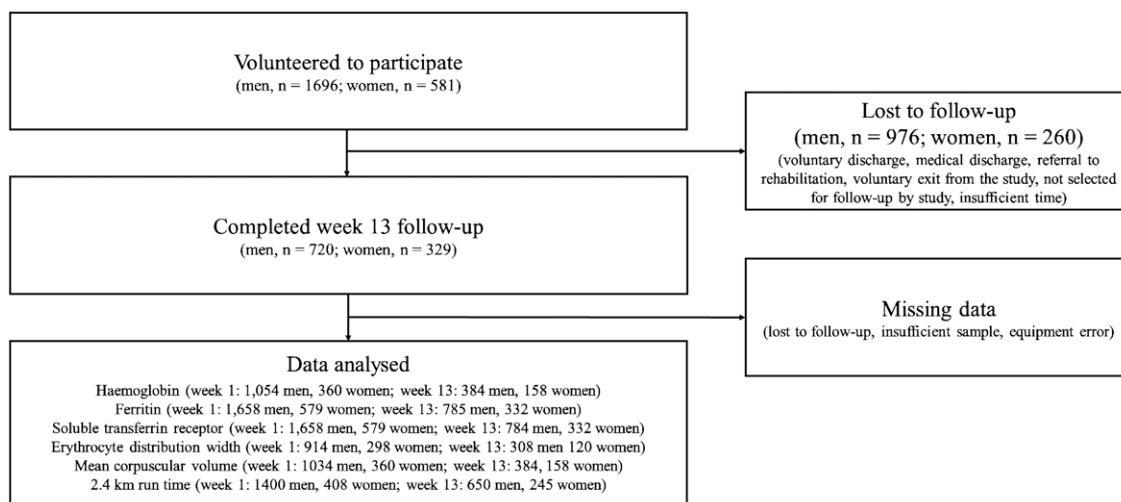 Volunteered to participate
(men, n = 1696; women, n = 581)
Lost to follow-up
(men, n = 976; women, n = 260)
(voluntary discharge, medical discharge, referral to
rehabilitation, voluntary exit from the study, not selected
for follow-up by study, insufficient time)
Completed week 13 follow-up
(men, n = 720; women, n = 329)
Missing data
(lost to follow-up, insufficient sample, equipment error)
Data analysed
Haemoglobin (week 1: 1,054 men, 360 women; week 13: 384 men, 158 women)
Ferritin (week 1: 1,658 men, 579 women; week 13: 785 men, 332 women)
Soluble transferrin receptor (week 1: 1,658 men, 579 women; week 13: 784 men, 332 women)
Erythrocyte distribution width (week 1: 914 men, 298 women; week 13: 308 men 120 women)
Mean corpuscular volume (week 1: 1034 men, 360 women; week 13: 384, 158 women)
2.4 km run time (week 1: 1400 men, 408 women; week 13: 650 men, 245 women)